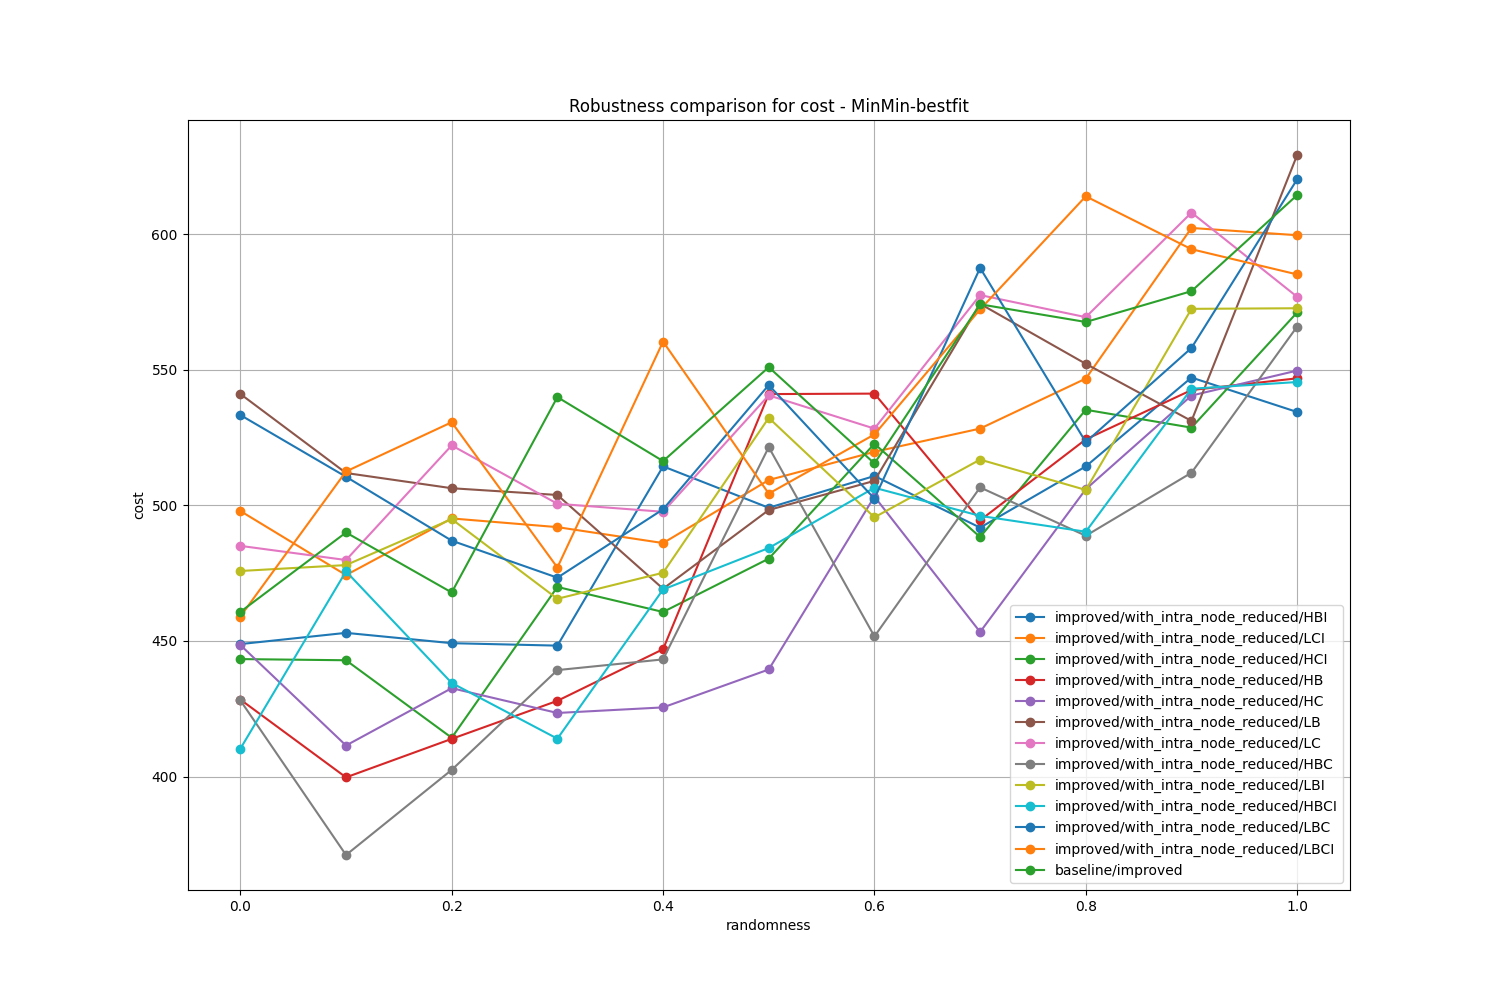 Robustness comparison for cost - MinMin-bestfit
cost
600
550
500
450
400
0.0
0.2
0.4
0.6
0.8
1.0
randomness
improved/with_intra_node_reduced/HBI
improved/with_intra_node_reduced/LCI
improved/with_intra_node_reduced/HCI
improved/with_intra_node_reduced/HB
improved/with_intra_node_reduced/HC
improved/with_intra_node_reduced/LB
improved/with_intra_node_reduced/LC
improved/with_intra_node_reduced/HBC
improved/with_intra_node_reduced/LBI
improved/with_intra_node_reduced/HBCI
improved/with_intra_node_reduced/LBC
improved/with_intra_node_reduced/LBCI
baseline/improved